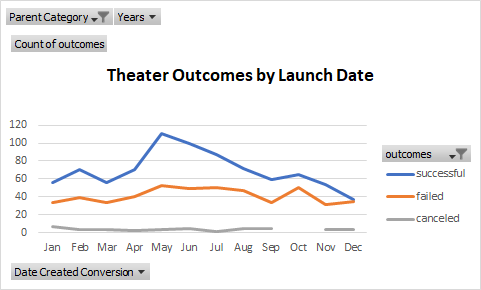 Parent Category Years
Count of outcomes
Theater Outcomes by Launch Date
120
100
80
60
40
20
0
Jan Feb Mar Apr May Jun Jul Aug Sep Oct Nov Dec
outcomes
successful
failed
canceled
Date Created Conversion